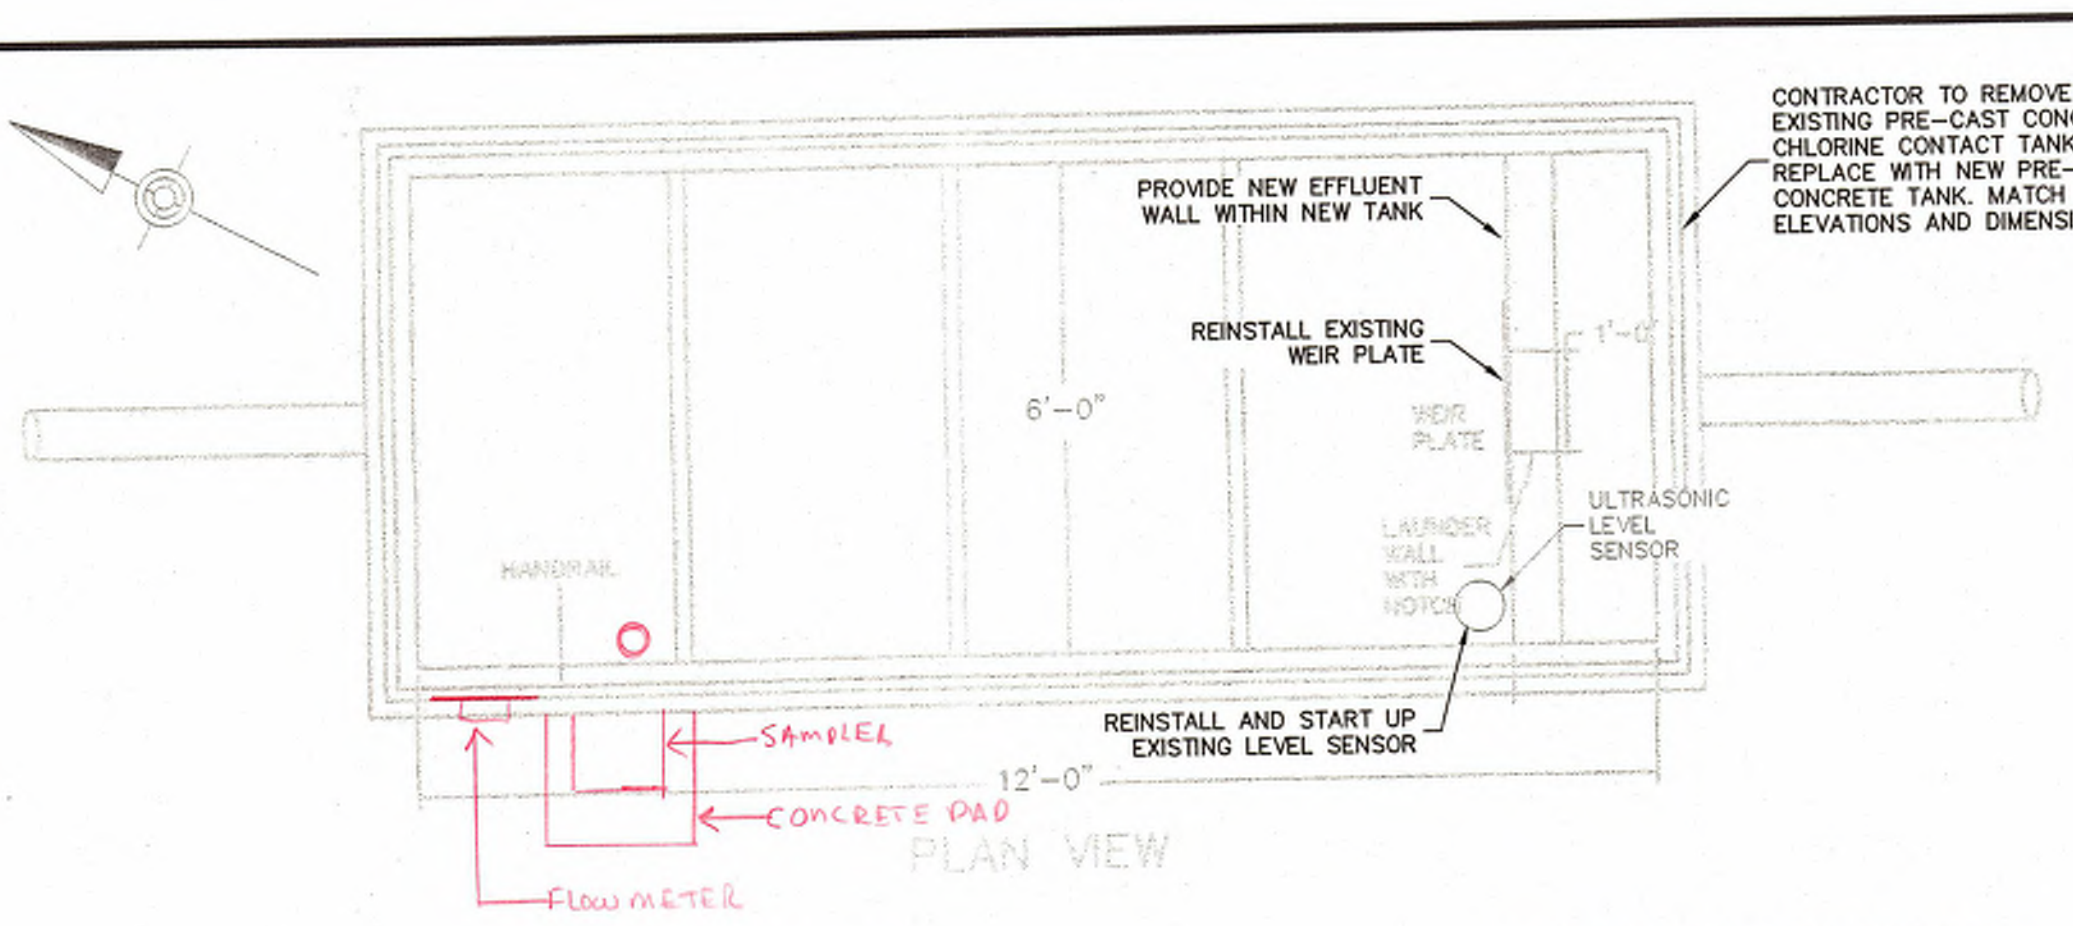 CONTRACTOR TO REMOVE
EXISTING PRE-CAST CONC
CHLORINE CONTACT TANK
REPLACE WITH NEW PRE-
CONCRETE TANK. MATCH
ELEVATIONS AND DIMENSI
PROVIDE NEW EFFLUENT
WALL WITHIN NEW TANK
REINSTALL EXISTING
WEIR PLATE
1'-0"
6'-0"
WEIR
PLATE
ULTRASONIC
LEVEL
SENSOR
LAUNDER
WALL
WITH
NOTCH
HANDRAIL
REINSTALL AND START UP
EXISTING LEVEL SENSOR
SAMPLER
12'-0"
CONCRETE PAD
PLAN VIEW
FLOW METER